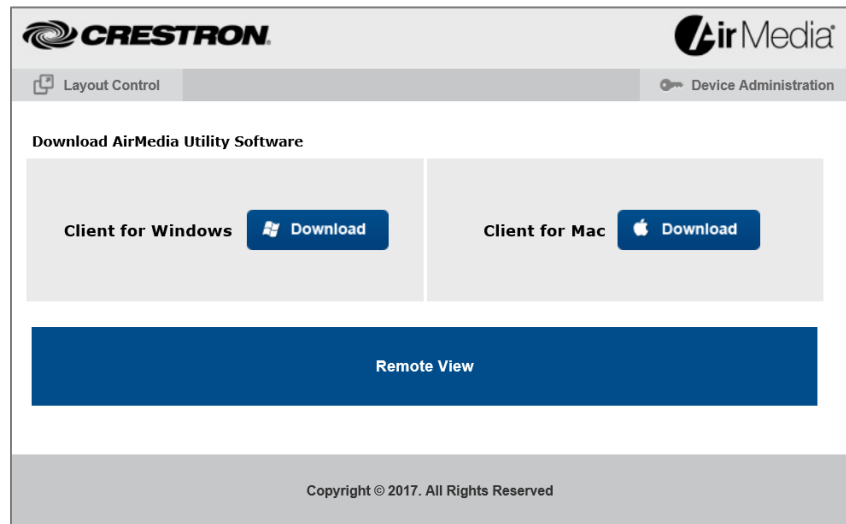 CRESTRON.
AirMedia
Layout Control
Device Administration
Download AirMedia Utility Software
Client for Windows
Download
Client for Mac
Download
Remote View
Copyright © 2017. All Rights Reserved